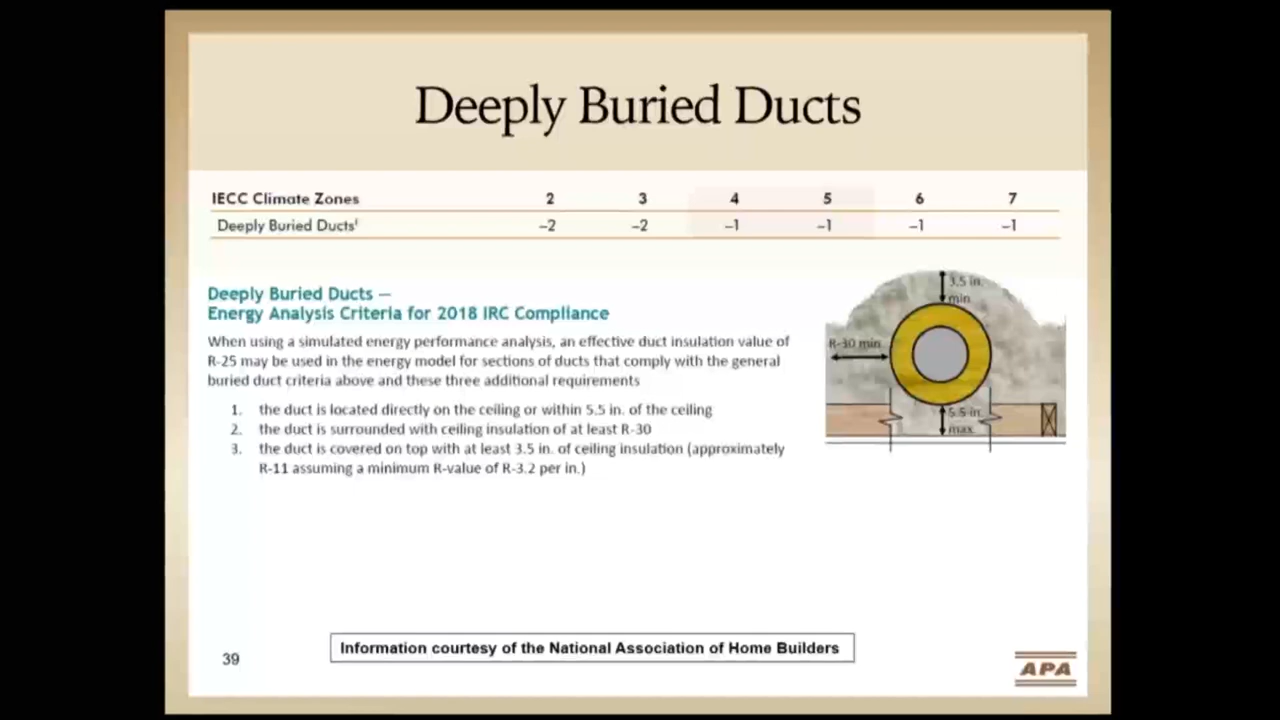 Deeply Buried Ducts
IECC Climate Zones 2 3 4 5 6 7
Deeply Buried Ducts¹ –2 –2 –1 –1 –1 –1
Deeply Buried Ducts —
Energy Analysis Criteria for 2018 IRC Compliance
When using a simulated energy performance analysis, an effective duct insulation value of
R-25 may be used in the energy model for sections of ducts that comply with the general
buried duct criteria above and these three additional requirements
1. the duct is located directly on the ceiling or within 5.5 in. of the ceiling
2. the duct is surrounded with ceiling insulation of at least R-30
3. the duct is covered on top with at least 3.5 in. of ceiling insulation (approximately
R-11 assuming a minimum R-value of R-3.2 per in.)
3.5 in.
min
R-30 min
5.5 in.
max
Information courtesy of the National Association of Home Builders
39
APA